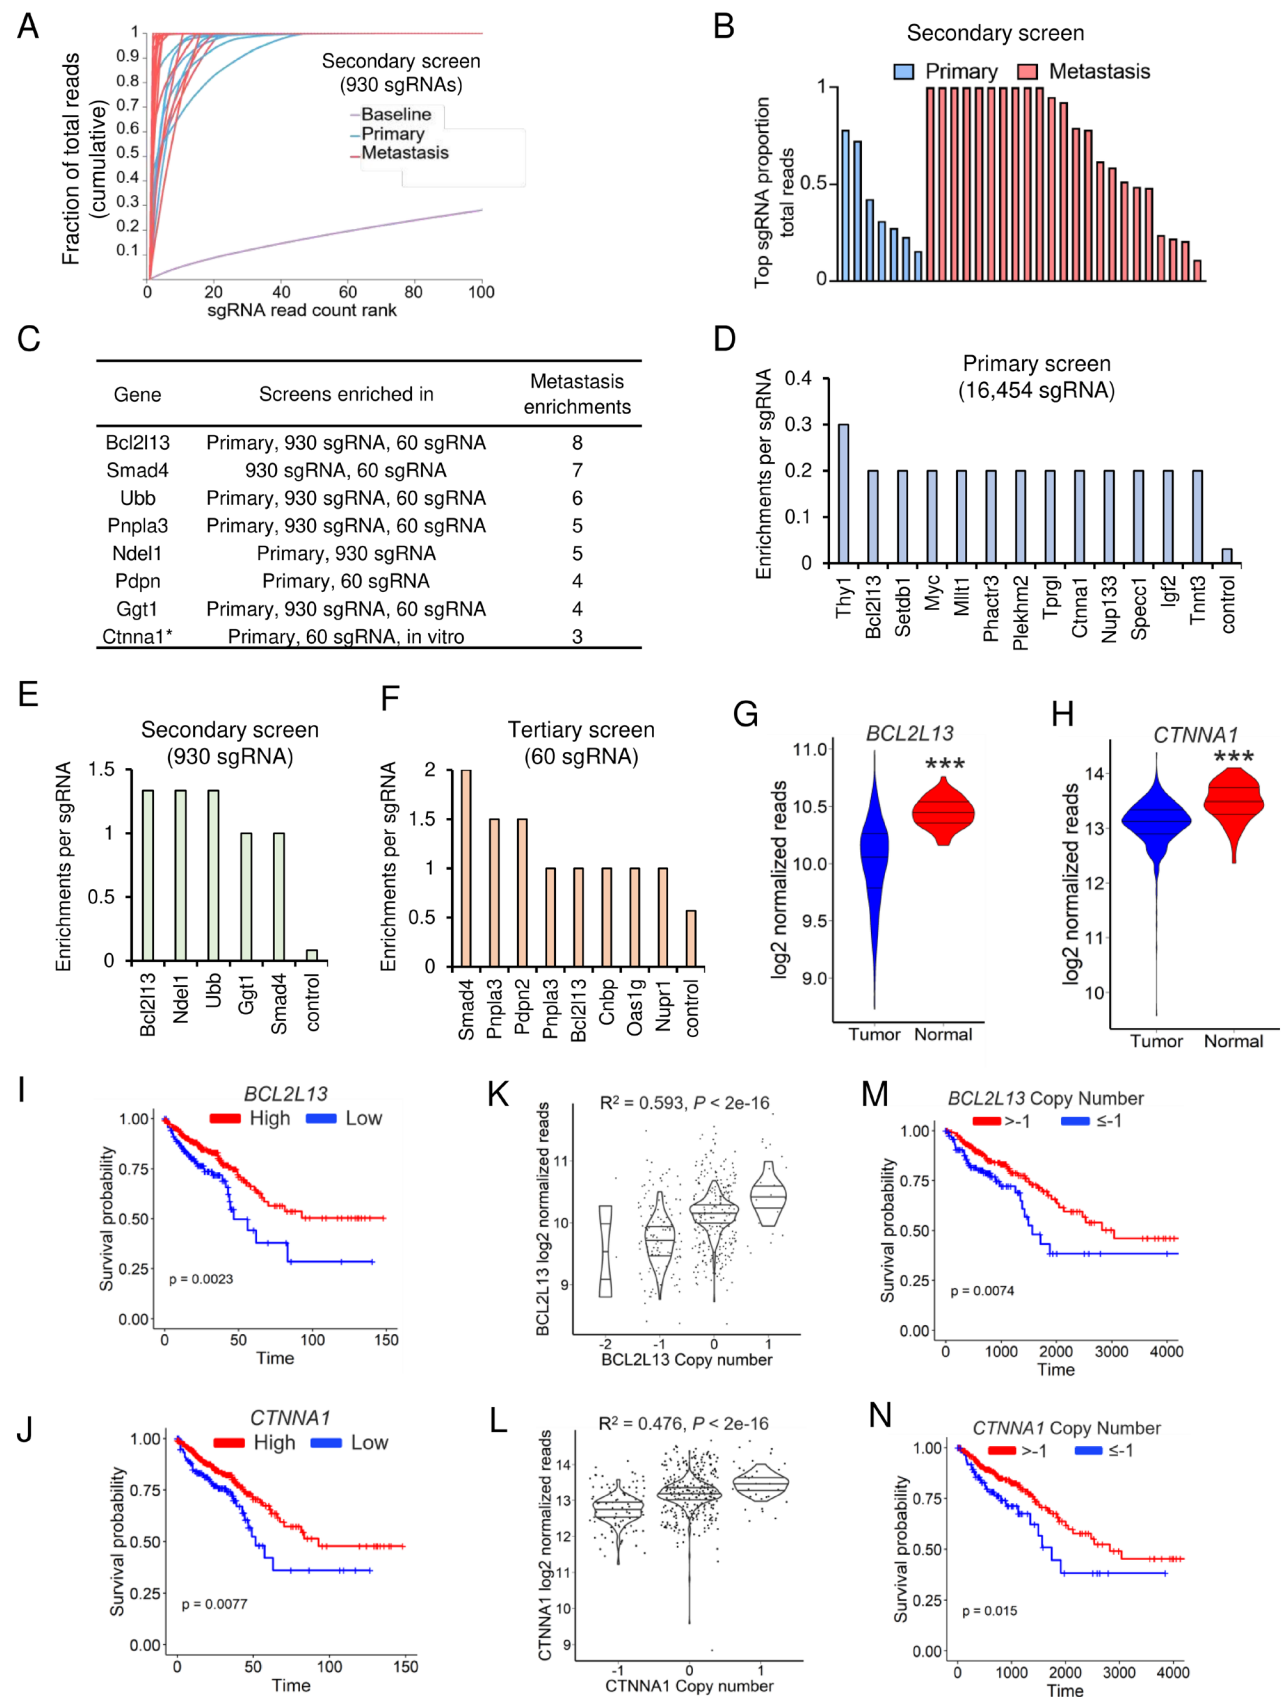 A
Fraction of total reads
(cumulative)
1
0.9
0.8
0.7
0.6
0.5
0.4
0.3
0.2
0.1
Secondary screen
(930 sgRNAs)
Baseline
Primary
Metastasis
0 20 40 60 80 100
sgRNA read count rank
B
Secondary screen
Primary Metastasis
Top sgRNA proportion
total reads
1
0.5
0
C
Gene Screens enriched in Metastasis enrichments
Bcl2l13 Primary, 930 sgRNA, 60 sgRNA 8
Smad4 930 sgRNA, 60 sgRNA 7
Ubb Primary, 930 sgRNA, 60 sgRNA 6
Pnpla3 Primary, 930 sgRNA, 60 sgRNA 5
Ndel1 Primary, 930 sgRNA 5
Pdpn Primary, 60 sgRNA 4
Ggt1 Primary, 930 sgRNA, 60 sgRNA 4
Ctnna1* Primary, 60 sgRNA, in vitro 3
D
Primary screen
(16,454 sgRNA)
Enrichments per sgRNA
0.4
0.3
0.2
0.1
0
Thy1 Bcl2l13 Setdb1 Myc Mllt1 Phactr3 Plekhm2 Tprgl Ctnna1 Nup133 Specc1 Igf2 Tnnt3 control
E
Secondary screen
(930 sgRNA)
Enrichments per sgRNA
1.5
1
0.5
0
Bcl2l13 Ndel1 Ubb Ggt1 Smad4 control
F
Tertiary screen
(60 sgRNA)
Enrichments per sgRNA
2
1.5
1
0.5
0
Smad4 Pnpla3 Pdpn2 Pnpla3 Bcl2l13 Cnbp Oas1g Nupr1 control
G
BCL2L13
***
log2 normalized reads
11.0
10.5
10.0
9.5
9.0
Tumor Normal
H
CTNNA1
***
log2 normalized reads
14
13
12
11
10
Tumor Normal
I
BCL2L13
High Low
Survival probability
1.00
0.75
0.50
0.25
0.00
p = 0.0023
0 50 100 150
Time
K
R² = 0.593, P < 2e-16
BCL2L13 log2 normalized reads
11
10
9
-2 -1 0 1
BCL2L13 Copy number
M
BCL2L13 Copy Number
>-1 ≤-1
Survival probability
1.00
0.75
0.50
0.25
0.00
p = 0.0074
0 1000 2000 3000 4000
Time
J
CTNNA1
High Low
Survival probability
1.00
0.75
0.50
0.25
0.00
p = 0.0077
0 50 100 150
Time
L
R² = 0.476, P < 2e-16
CTNNA1 log2 normalized reads
14
13
12
11
10
9
-1 0 1
CTNNA1 Copy number
N
CTNNA1 Copy Number
>-1 ≤-1
Survival probability
1.00
0.75
0.50
0.25
0.00
p = 0.015
0 1000 2000 3000 4000
Time